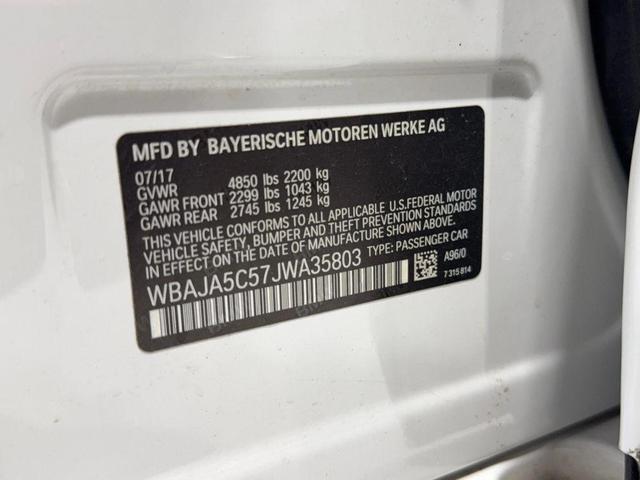 MFD BY BAYERISCHE MOTOREN WERKE AG
07/17
GVWR 4850 lbs 2200 kg
GAWR FRONT 2299 lbs 1043 kg
GAWR REAR 2745 lbs 1245 kg
THIS VEHICLE CONFORMS TO ALL APPLICABLE U.S.FEDERAL MOTOR
VEHICLE SAFETY, BUMPER AND THEFT PREVENTION STANDARDS
IN EFFECT ON THE DATE OF MANUFACTURE SHOWN ABOVE.
WBAJA5C57JWA35803 TYPE: PASSENGER CAR
A96/0
7 315 814